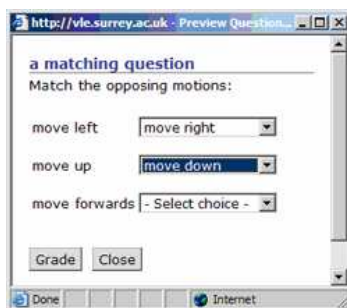 http://vle.surrey.ac.uk - Preview Question...
a matching question
Match the opposing motions:
move left move right
move up move down
move forwards - Select choice -
Grade Close
Done Internet